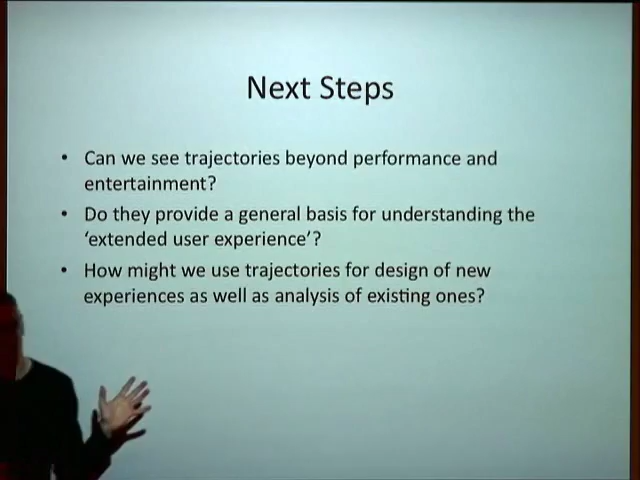 Next Steps
• Can we see trajectories beyond performance and
entertainment?
• Do they provide a general basis for understanding the
‘extended user experience’?
• How might we use trajectories for design of new
experiences as well as analysis of existing ones?